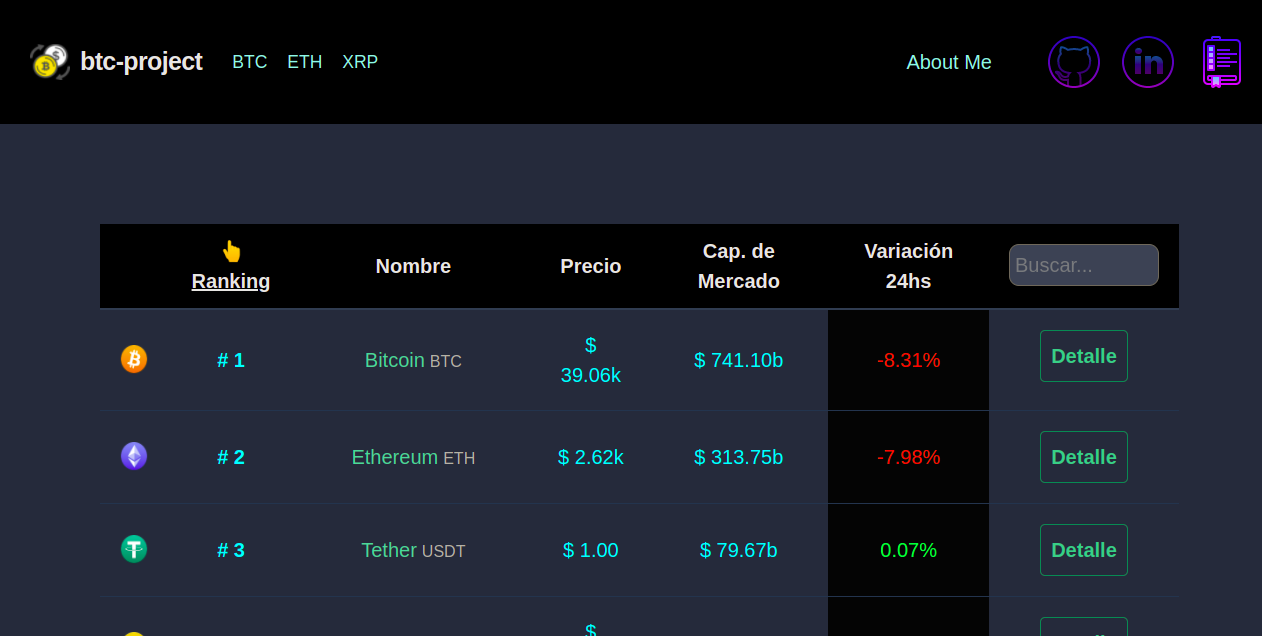 btc-project BTC ETH XRP About Me
Ranking Nombre Precio Cap. de Mercado Variación 24hs Buscar...
# 1 Bitcoin BTC $ 39.06k $ 741.10b -8.31% Detalle
# 2 Ethereum ETH $ 2.62k $ 313.75b -7.98% Detalle
# 3 Tether USDT $ 1.00 $ 79.67b 0.07% Detalle
$